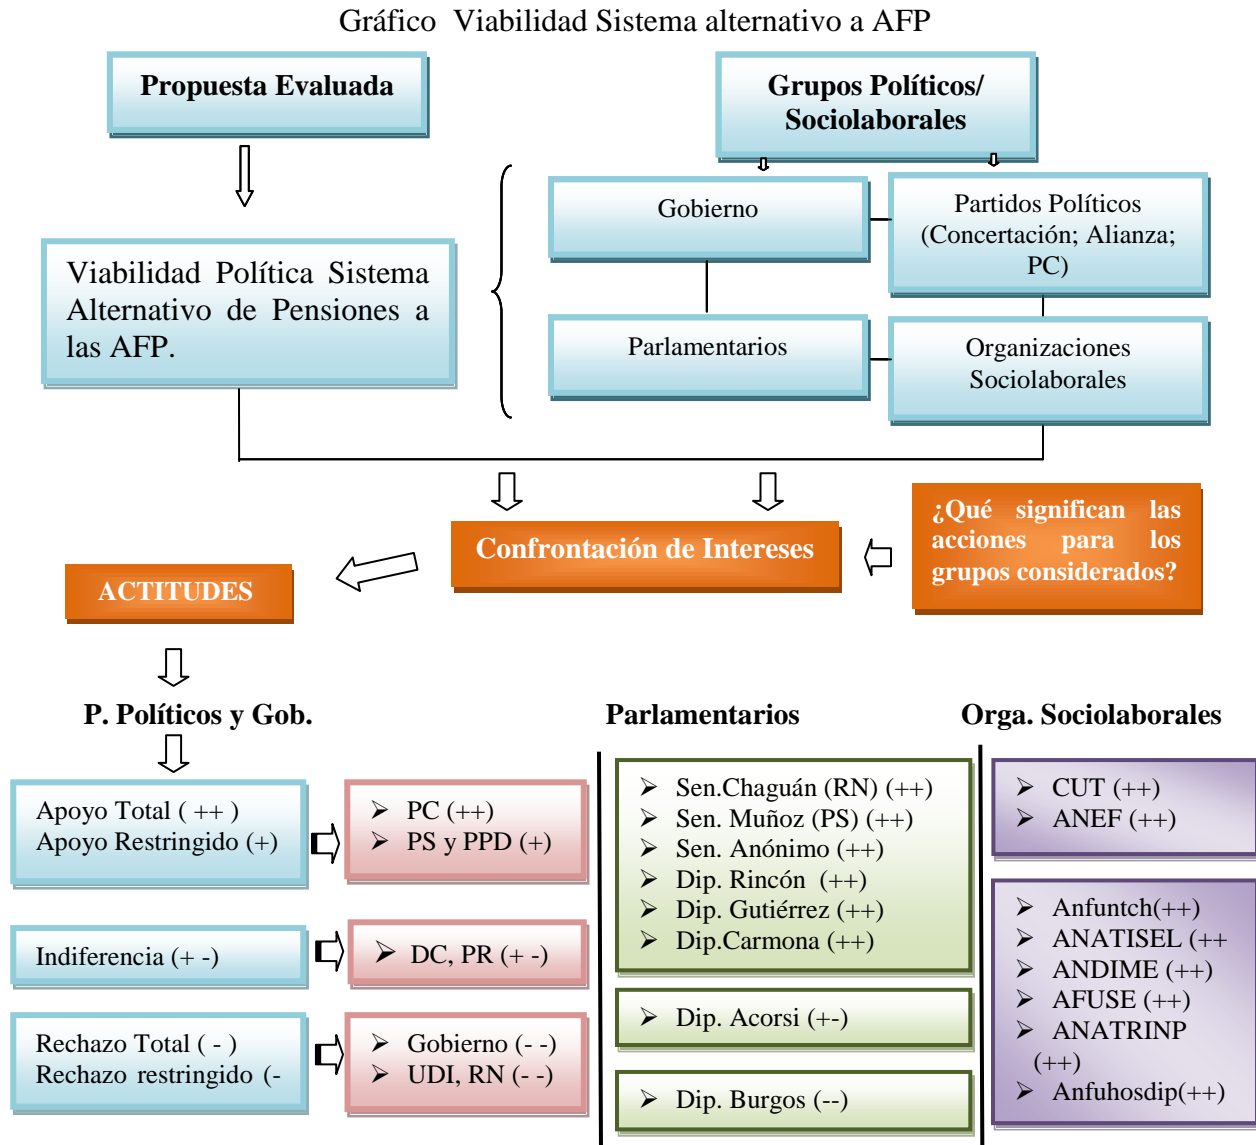 Gráfico  Viabilidad Sistema alternativo a AFP
Propuesta Evaluada
Grupos Políticos/
Sociolaborales
Gobierno
Partidos Políticos
(Concertación; Alianza;
PC)
Viabilidad Política Sistema
Alternativo de Pensiones a
las AFP.
Parlamentarios
Organizaciones
Sociolaborales
Confrontación de Intereses
¿Qué significan las
acciones para los
grupos considerados?
ACTITUDES
P. Políticos y Gob.
Parlamentarios
Orga. Sociolaborales
Apoyo Total ( ++ )
Apoyo Restringido (+)
➢ PC (++)
➢ PS y PPD (+)
Indiferencia (+ -)
➢ DC, PR (+ -)
Rechazo Total ( - )
Rechazo restringido (-
➢ Gobierno (- -)
➢ UDI, RN (- -)
➢ Sen.Chaguán (RN) (++)
➢ Sen. Muñoz (PS) (++)
➢ Sen. Anónimo (++)
➢ Dip. Rincón  (++)
➢ Dip. Gutiérrez (++)
➢ Dip.Carmona (++)
➢ Dip. Acorsi (+-)
➢ Dip. Burgos (--)
➢ CUT (++)
➢ ANEF (++)
➢ Anfuntch(++)
➢ ANATISEL (++
➢ ANDIME (++)
➢ AFUSE (++)
➢ ANATRINP
(++)
➢ Anfuhosdip(++)